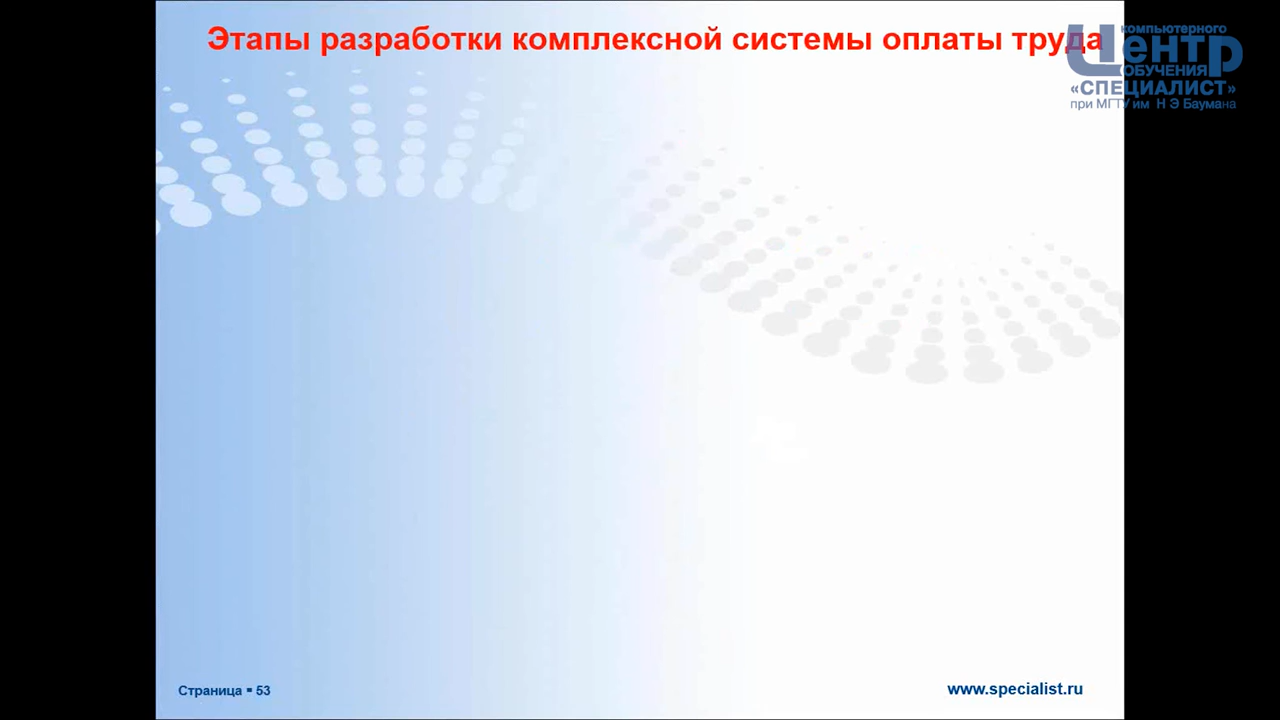 Этапы разработки комплексной системы оплаты труда
компьютерного
Центр
ОБУЧЕНИЯ
«СПЕЦИАЛИСТ»
при МГТУ им Н Э Баумана
Страница ▪ 53
www.specialist.ru